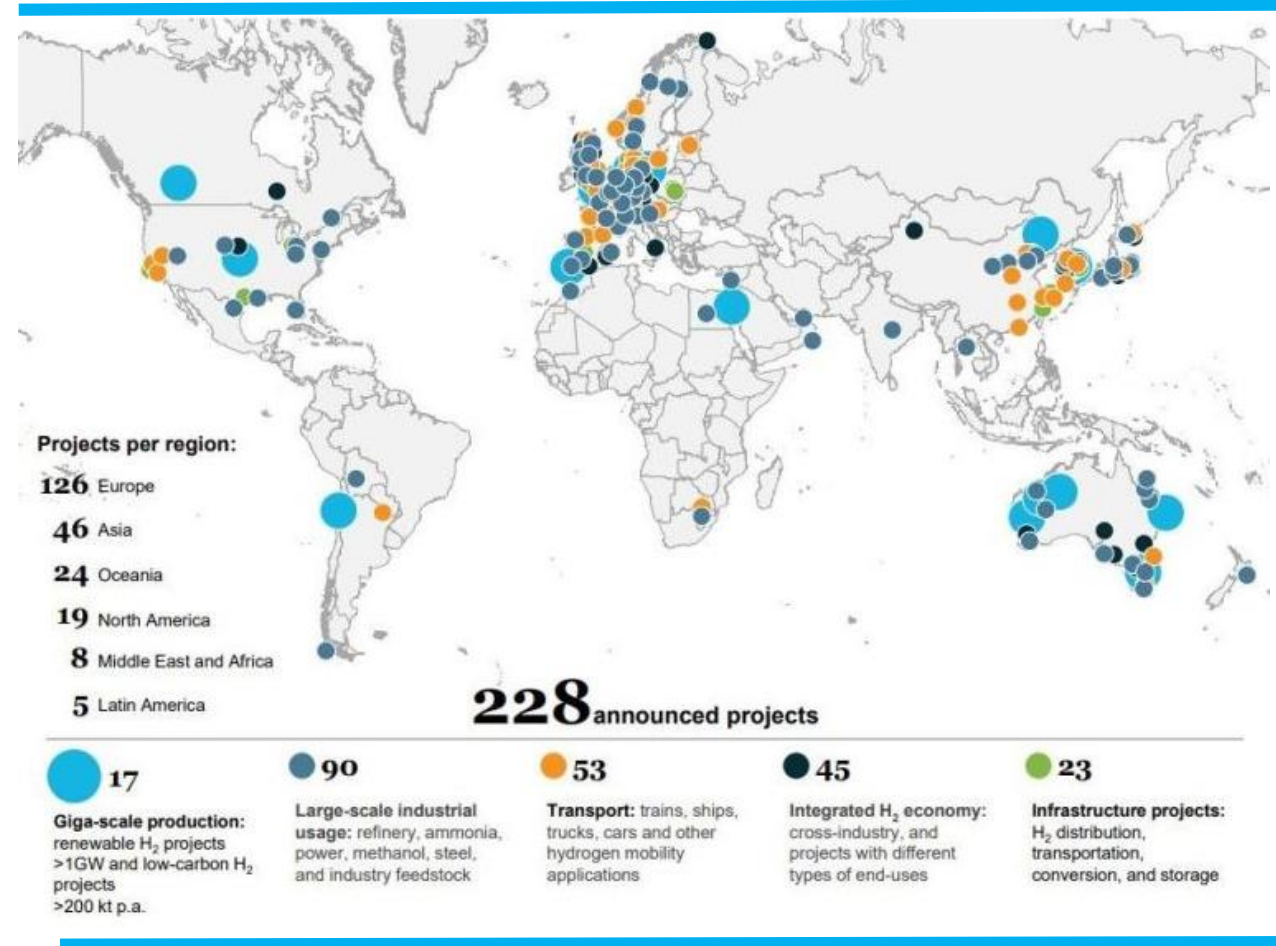 Projects per region:
126 Europe
46 Asia
24 Oceania
19 North America
8 Middle East and Africa
5 Latin America
228 announced projects
17
Giga-scale production:
renewable H₂ projects
>1GW and low-carbon H₂
projects
>200 kt p.a.
90
Large-scale industrial
usage: refinery, ammonia,
power, methanol, steel,
and industry feedstock
53
Transport: trains, ships,
trucks, cars and other
hydrogen mobility
applications
45
Integrated H₂ economy:
cross-industry, and
projects with different
types of end-uses
23
Infrastructure projects:
H₂ distribution,
transportation,
conversion, and storage